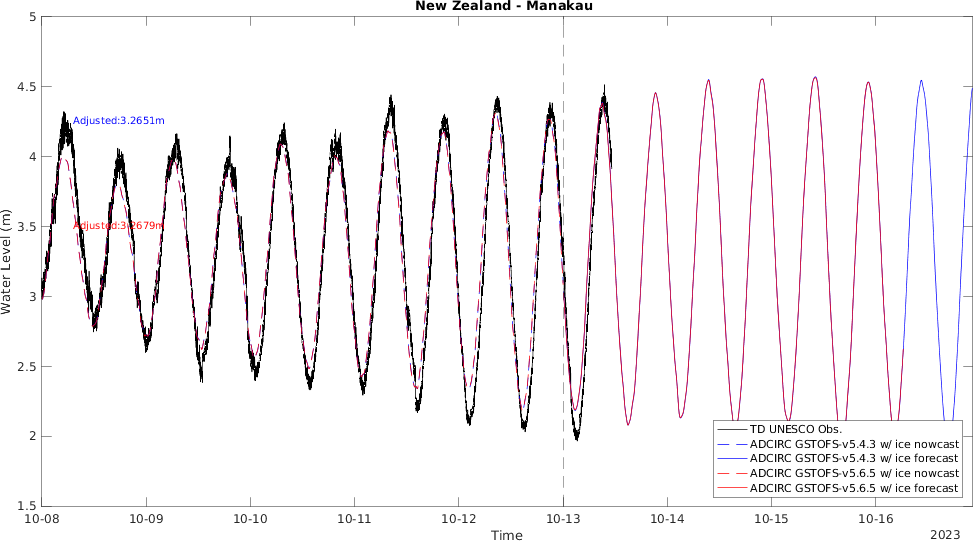 New Zealand - Manakau
5
4.5
4
3.5
3
2.5
2
1.5
Water Level (m)
Adjusted:3.2651m
Adjusted:3.2679m
TD UNESCO Obs.
ADCIRC GSTOFS-v5.4.3 w/ ice nowcast
ADCIRC GSTOFS-v5.4.3 w/ ice forecast
ADCIRC GSTOFS-v5.6.5 w/ ice nowcast
ADCIRC GSTOFS-v5.6.5 w/ ice forecast
10-08 10-09 10-10 10-11 10-12 10-13 10-14 10-15 10-16
Time
2023